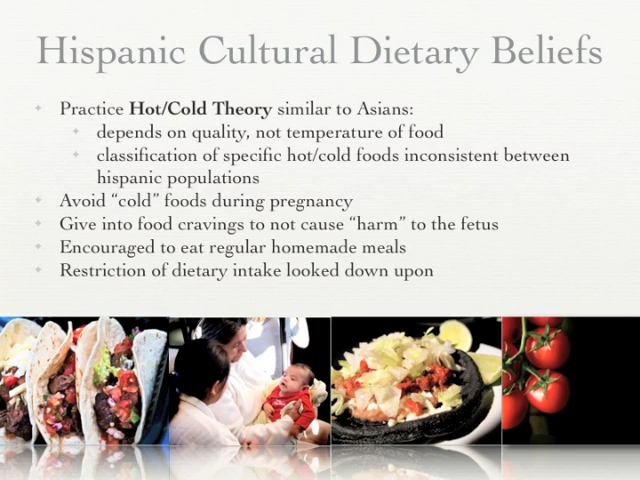 Hispanic Cultural Dietary Beliefs
Practice Hot/Cold Theory similar to Asians:
depends on quality, not temperature of food
classification of specific hot/cold foods inconsistent between
hispanic populations
Avoid “cold” foods during pregnancy
Give into food cravings to not cause “harm” to the fetus
Encouraged to eat regular homemade meals
Restriction of dietary intake looked down upon